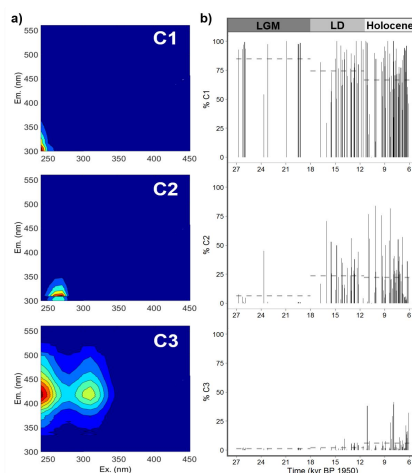 a)
C1
Em. (nm)
550
500
450
400
350
300
250 300 350 400 450
C2
Em. (nm)
550
500
450
400
350
300
250 300 350 400 450
C3
Em. (nm)
550
500
450
400
350
300
250 300 350 400 450
Ex. (nm)
b)
LGM LD Holocene
% C1
100
75
50
25
0
27 24 21 18 15 12 9 6
% C2
100
75
50
25
0
27 24 21 18 15 12 9 6
% C3
100
75
50
25
0
27 24 21 18 15 12 9 6
Time (kyr BP 1950)